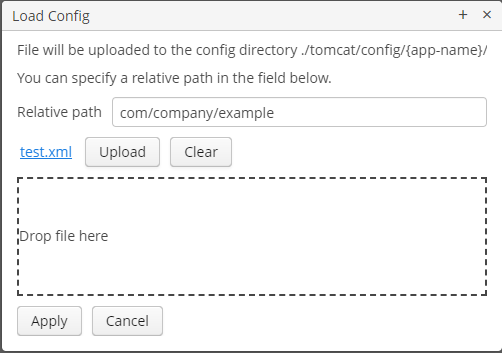 Load Config + ×
File will be uploaded to the config directory ./tomcat/config/{app-name}/
You can specify a relative path in the field below.
Relative path com/company/example
test.xml Upload Clear
Drop file here
Apply Cancel